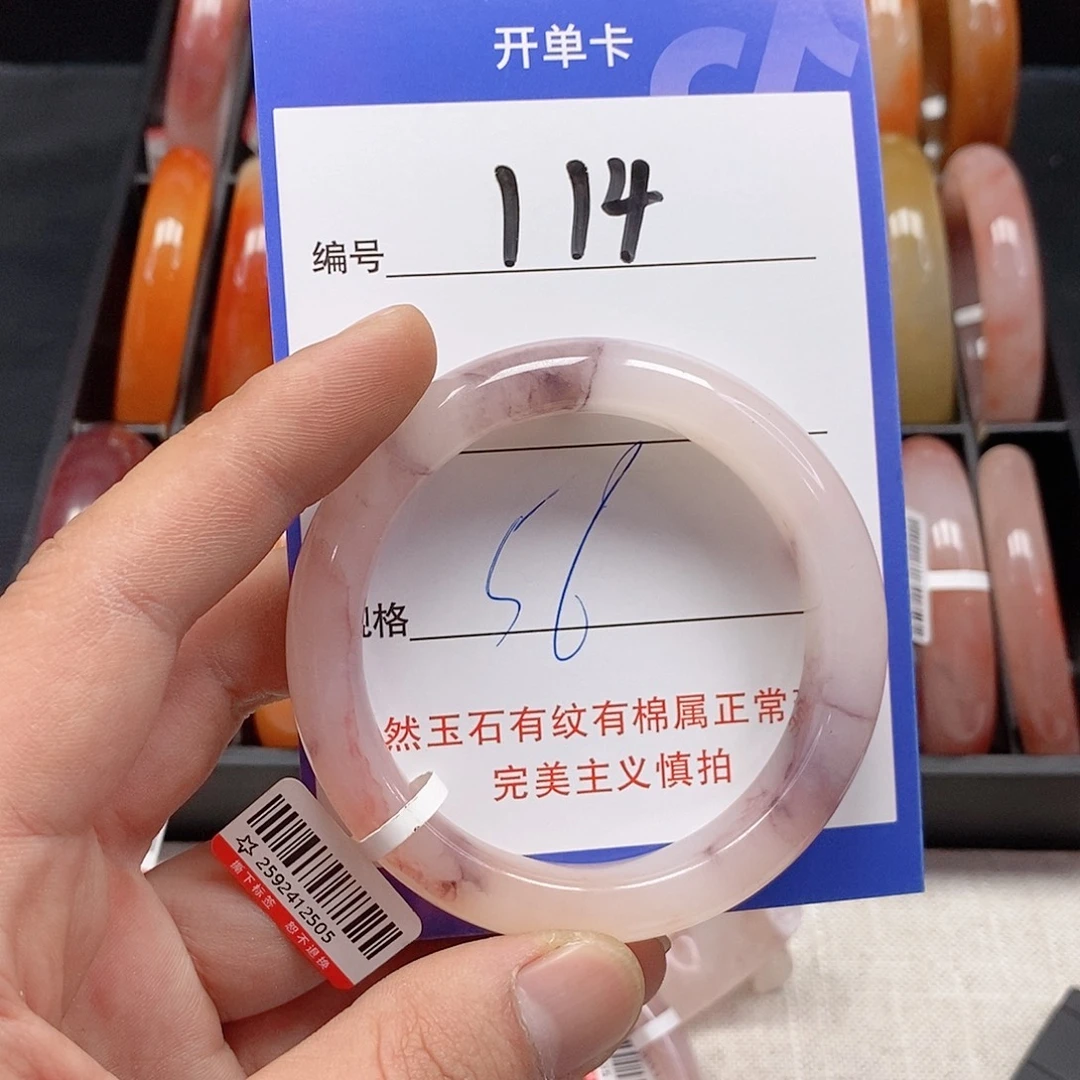 开单卡
编号 114
格 56
然玉石有纹有棉属正常
完美主义慎拍
☆ 2592412505
撕下标签 恕不退换